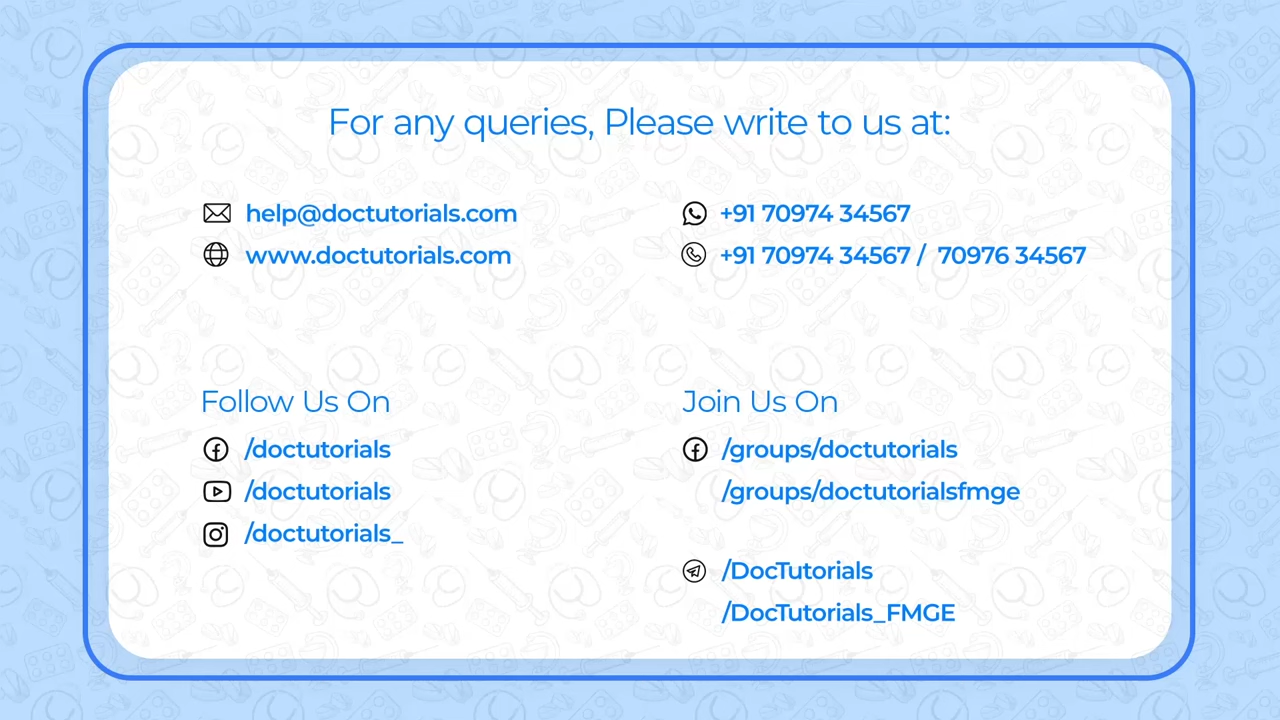 For any queries, Please write to us at:
help@doctutorials.com
www.doctutorials.com
+91 70974 34567
+91 70974 34567 / 70976 34567
Follow Us On
/doctutorials
/doctutorials
/doctutorials_
Join Us On
/groups/doctutorials
/groups/doctutorialsfmge
/DocTutorials
/DocTutorials_FMGE